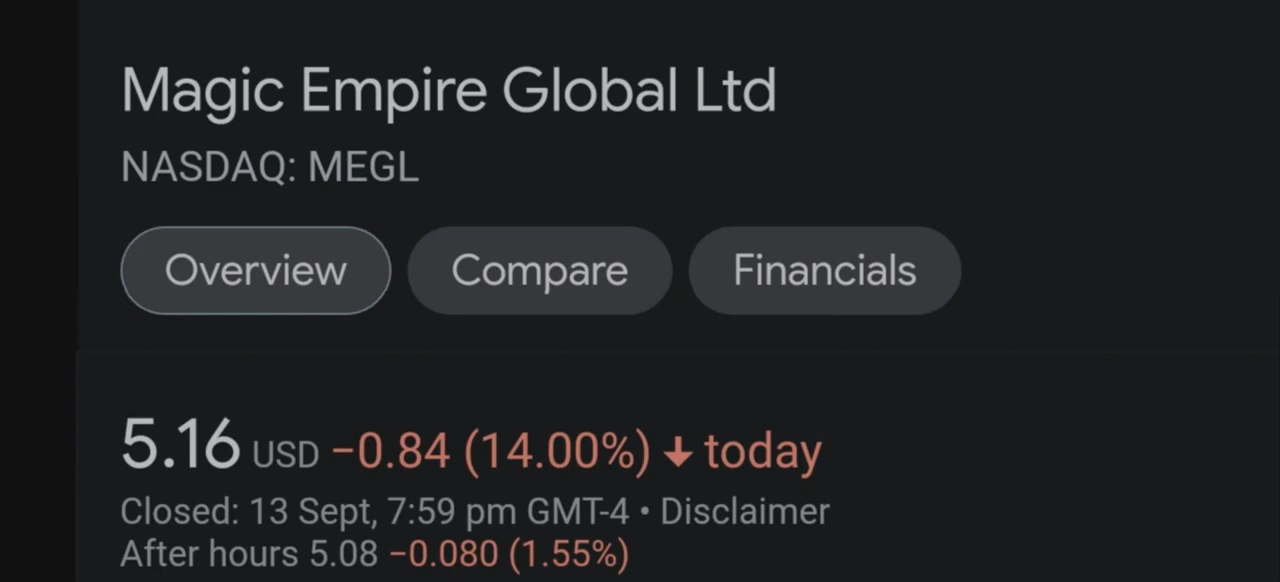 Magic Empire Global Ltd
NASDAQ: MEGL
Overview Compare Financials
5.16 USD −0.84 (14.00%) ↓ today
Closed: 13 Sept, 7:59 pm GMT-4 • Disclaimer
After hours 5.08 −0.080 (1.55%)